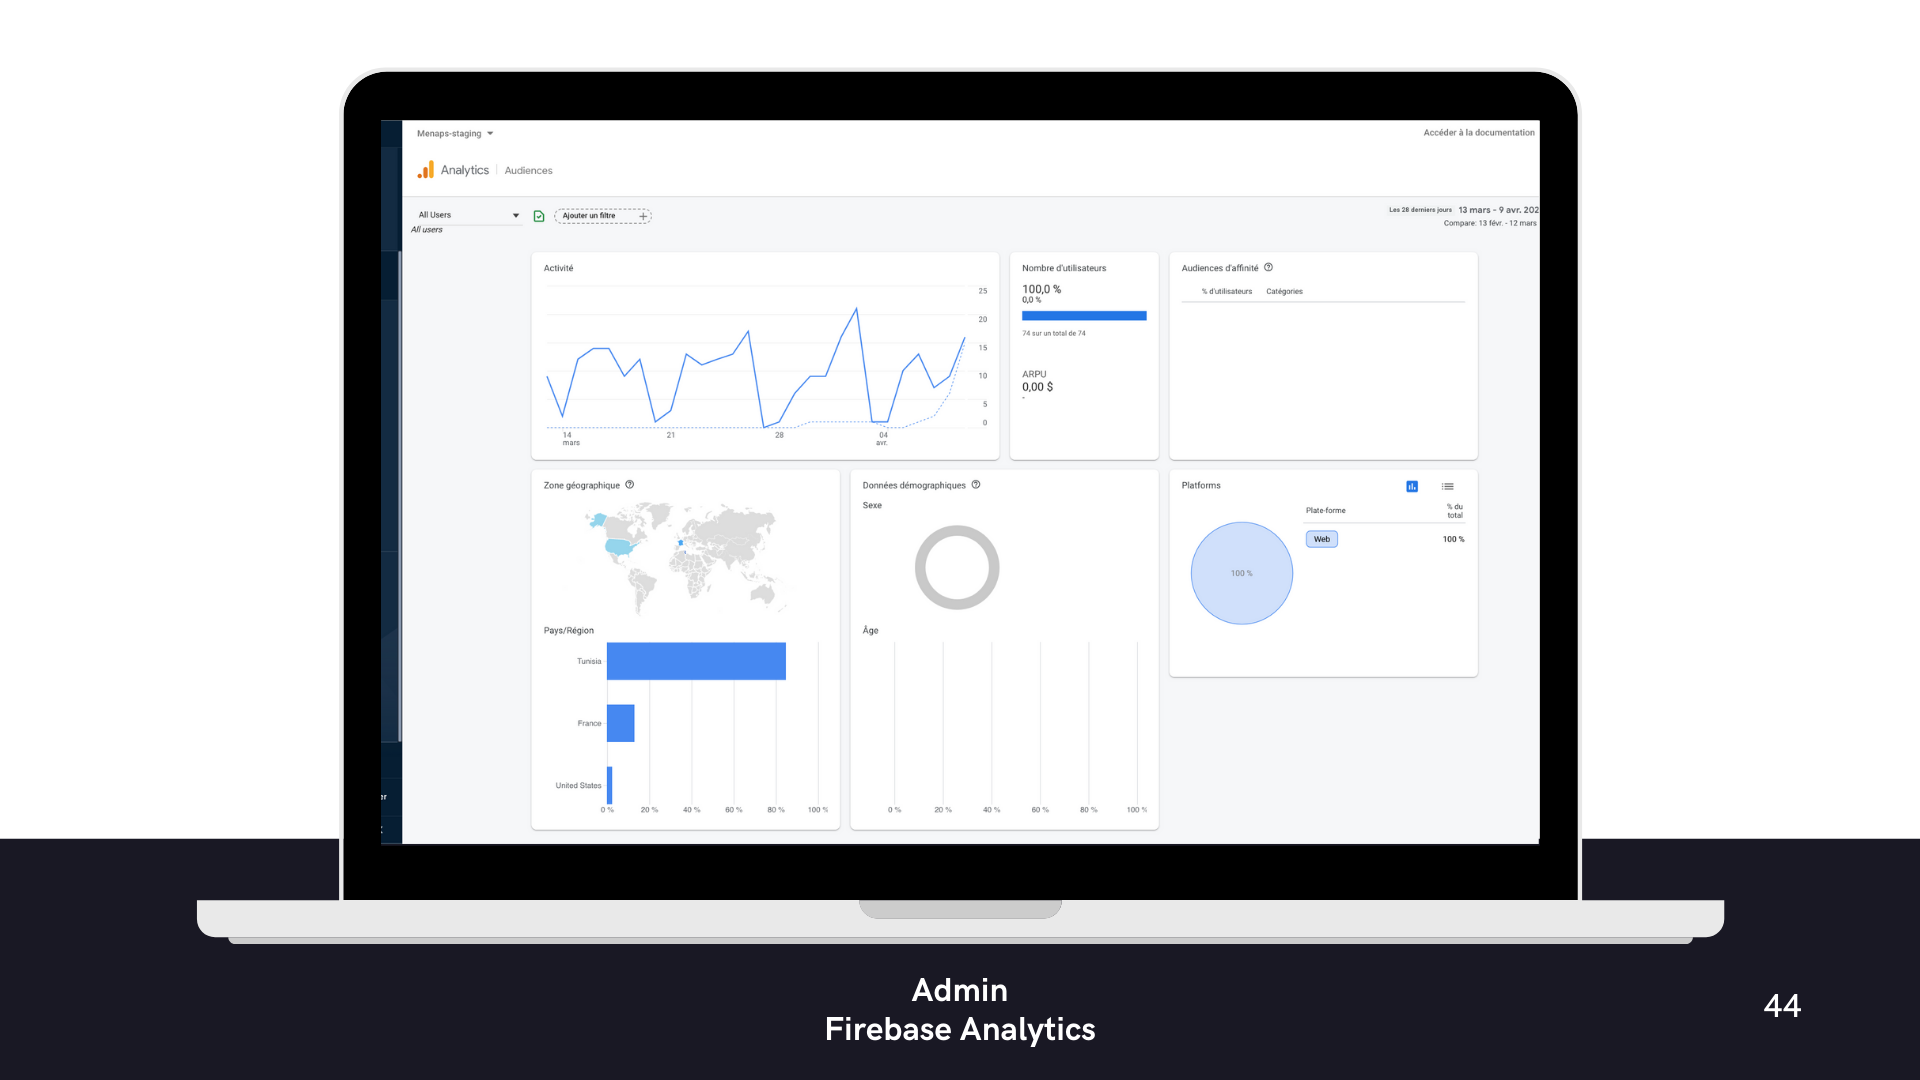 Menaps-staging
Accéder à la documentation
Analytics
Audiences
All Users
All users
Ajouter un filtre
Les 28 derniers jours 13 mars - 9 avr. 202
Compare: 13 févr. - 12 mars
Activité
25
20
15
10
5
0
14
mars
21
28
04
avr.
Nombre d'utilisateurs
100,0 %
0,0 %
74 sur un total de 74
ARPU
0,00 $
-
Audiences d'affinité
% d'utilisateurs Catégories
Zone géographique
Pays/Région
Tunisia
France
United States
0 % 20 % 40 % 60 % 80 % 100 %
Données démographiques
Sexe
Âge
0 % 20 % 40 % 60 % 80 % 100 %
Platforms
100 %
Plate-forme
% du
total
Web
100 %
er
Admin
Firebase Analytics
44